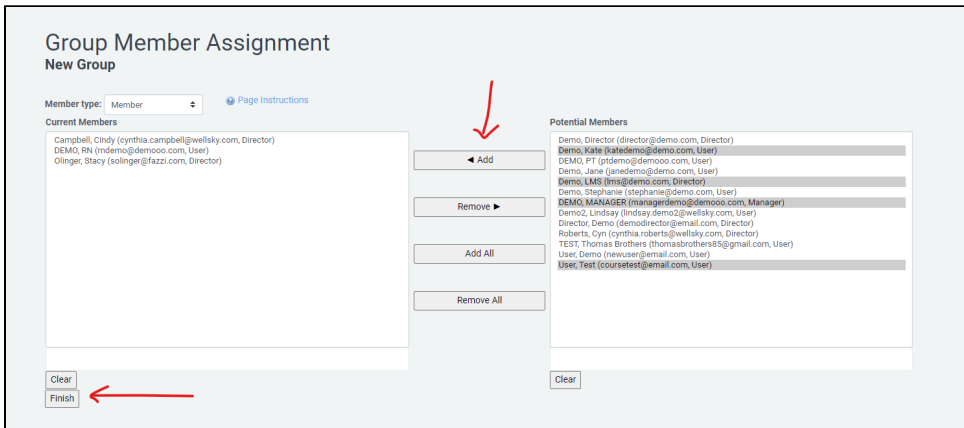 Group Member Assignment
New Group
Member type: Member
Page Instructions
Current Members
Campbell, Cindy (cynthia.campbell@wellsky.com, Director)
DEMO, RN (rndemo@demooo.com, User)
Olinger, Stacy (solinger@fazzi.com, Director)
◄ Add
Remove ►
Add All
Remove All
Potential Members
Demo, Director (director@demo.com, Director)
Demo, Kate (katedemo@demo.com, User)
DEMO, PT (ptdemo@demooo.com, User)
Demo, Jane (janedemo@demo.com, User)
Demo, LMS (lms@demo.com, Director)
Demo, Stephanie (stephanie@demo.com, User)
DEMO, MANAGER (managerdemo@demooo.com, Manager)
Demo2, Lindsay (lindsay.demo2@wellsky.com, User)
Director, Demo (demodirector@email.com, Director)
Roberts, Cyn (cynthia.roberts@wellsky.com, Director)
TEST, Thomas Brothers (thomasbrothers85@gmail.com, User)
User, Demo (newuser@email.com, User)
User, Test (coursetest@email.com, User)
Clear
Finish
Clear